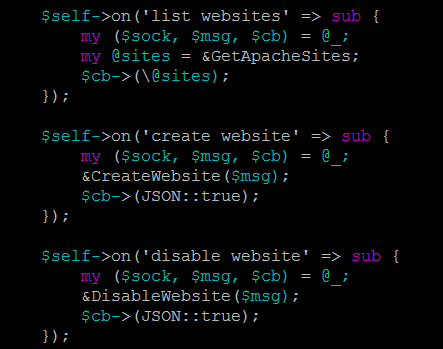 $self->on('list websites' => sub {
my ($sock, $msg, $cb) = @_;
my @sites = &GetApacheSites;
$cb->(\@sites);
});
$self->on('create website' => sub {
my ($sock, $msg, $cb) = @_;
&CreateWebsite($msg);
$cb->(JSON::true);
});
$self->on('disable website' => sub {
my ($sock, $msg, $cb) = @_;
&DisableWebsite($msg);
$cb->(JSON::true);
});